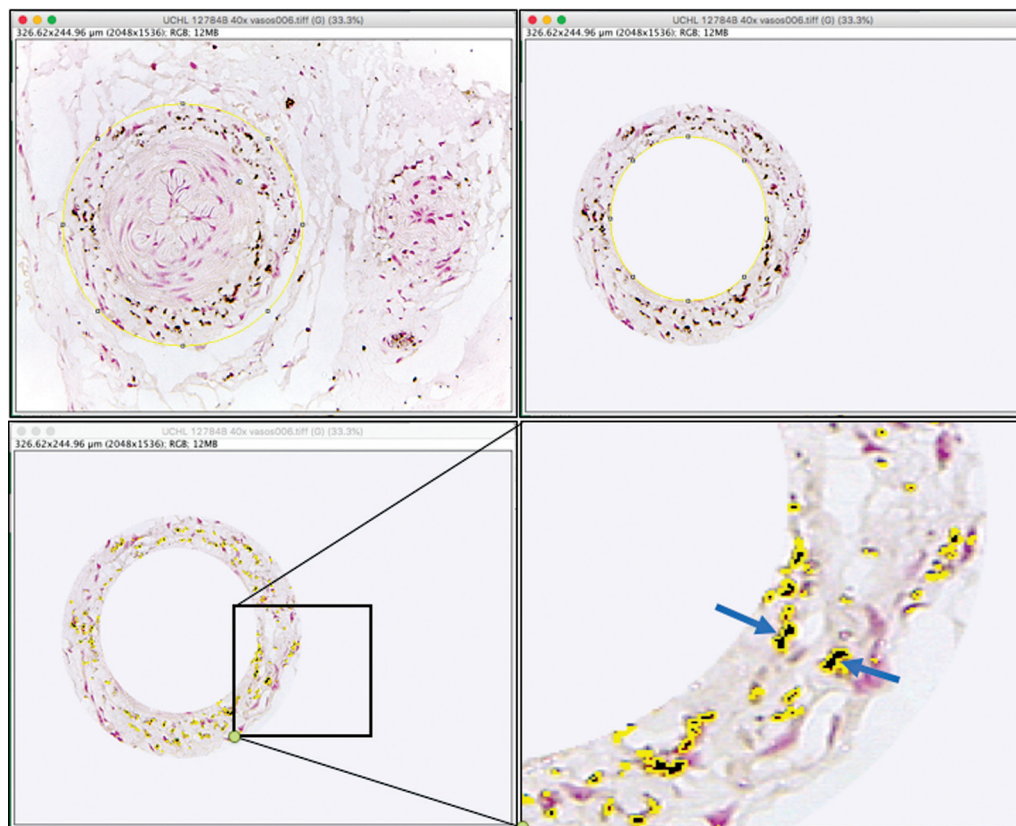 UCHL 12784B 40x vasos006.tiff (G) (33.3%)
326.62x244.96 µm (2048x1536); RGB; 12MB
UCHL 12784B 40x vasos006.tiff (G) (33.3%)
326.62x244.96 µm (2048x1536); RGB; 12MB
UCHL 12784B 40x vasos006.tiff (G) (33.3%)
326.62x244.96 µm (2048x1536); RGB; 12MB